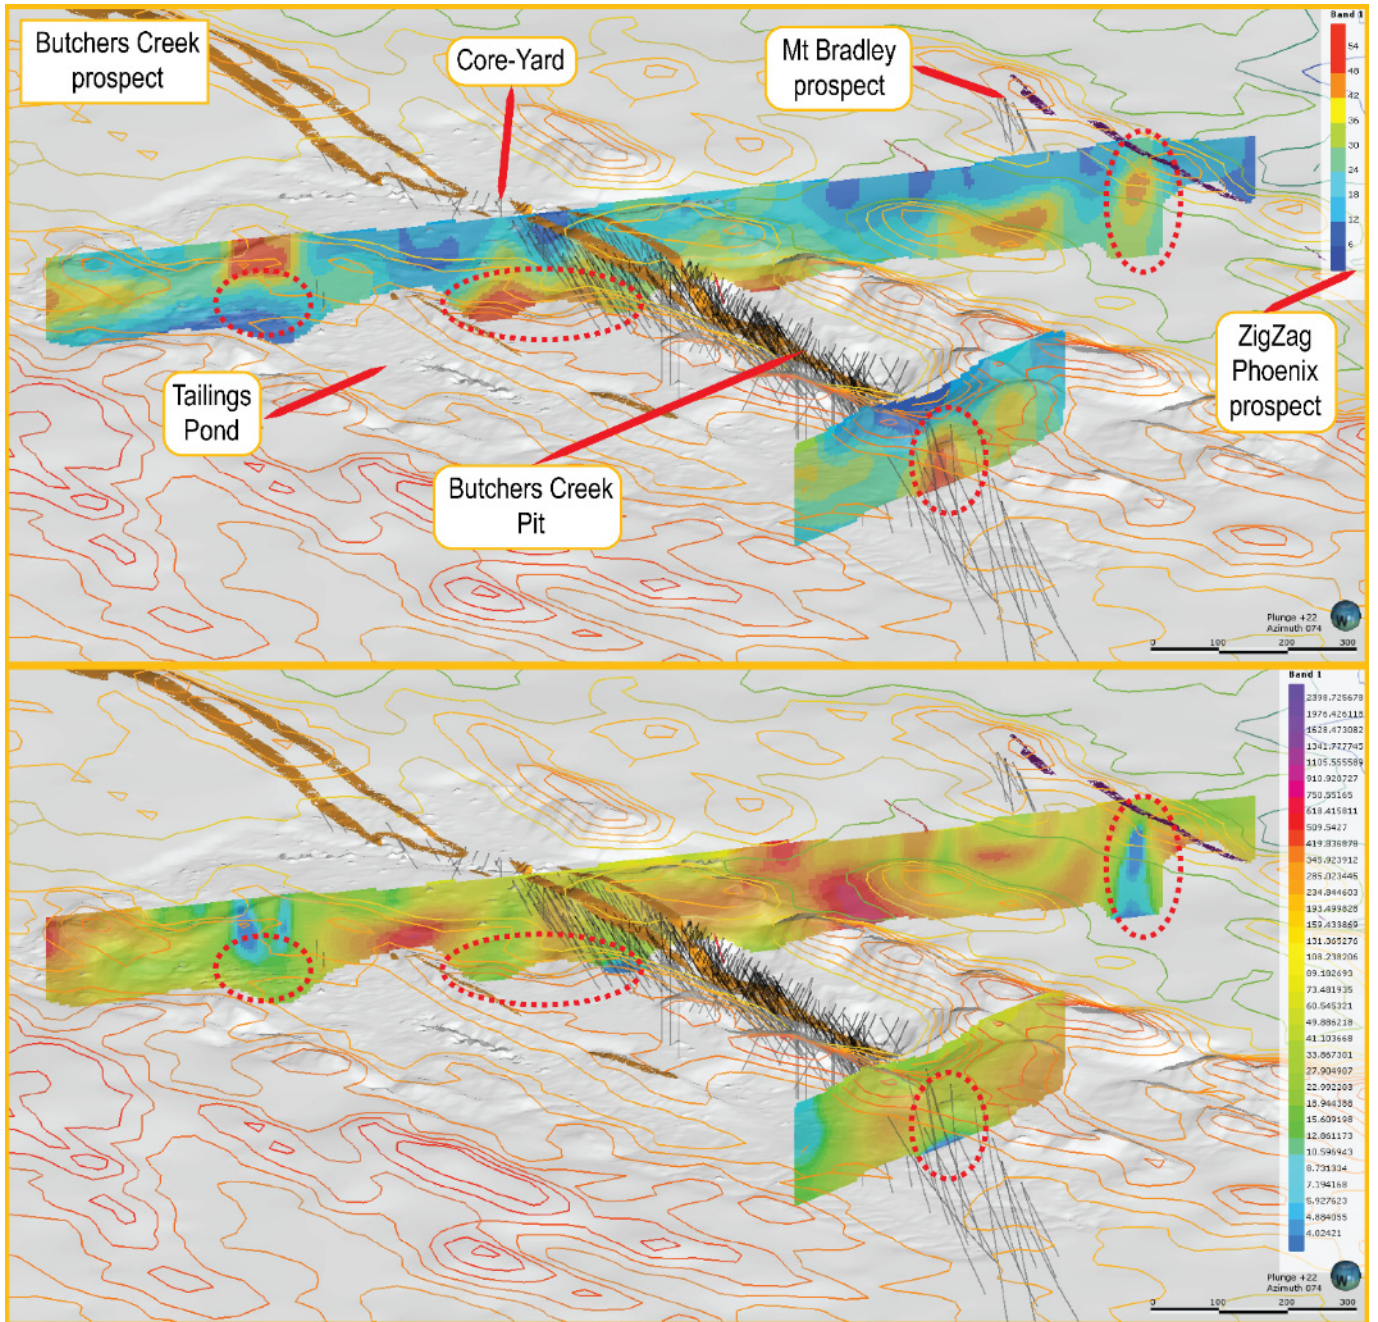 Butchers Creek
prospect
Core-Yard
Mt Bradley
prospect
Band 1
54
48
42
36
30
24
18
12
6
Tailings
Pond
Butchers Creek
Pit
ZigZag
Phoenix
prospect
Plunge +22
Azimuth 074
W
0 100 200 300
Band 1
2398.725678
1976.426115
1628.473082
1341.777745
1105.555589
910.920727
750.55165
618.415811
509.5427
419.836878
345.923912
285.023445
234.844603
193.499828
159.433869
131.365276
108.238206
89.182693
73.481935
60.545321
49.886218
41.103668
33.867301
27.904907
22.992203
18.944388
15.609198
12.861173
10.596943
8.731334
7.194168
5.927623
4.884055
4.02421
Plunge +22
Azimuth 074
W
0 100 200 300